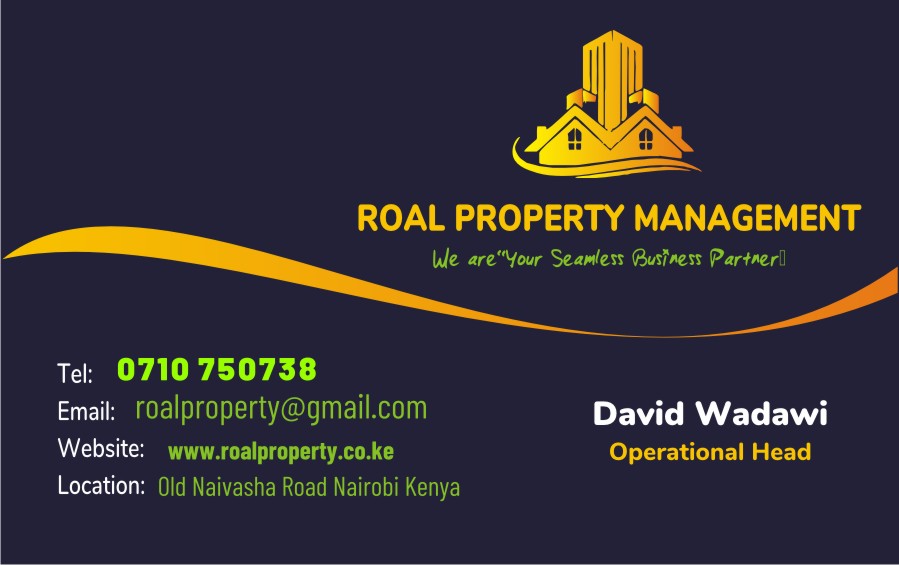 ROAL PROPERTY MANAGEMENT
We are"Your Seamless Business Partner▯
Tel: 0710 750738
Email: roalproperty@gmail.com
Website: www.roalproperty.co.ke
Location: Old Naivasha Road Nairobi Kenya
David Wadawi
Operational Head